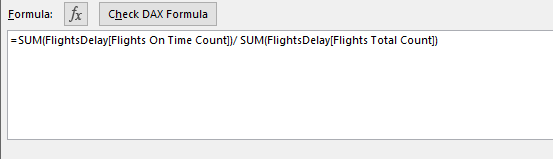 Formula: fx Check DAX Formula
=SUM(FlightsDelay[Flights On Time Count])/ SUM(FlightsDelay[Flights Total Count])